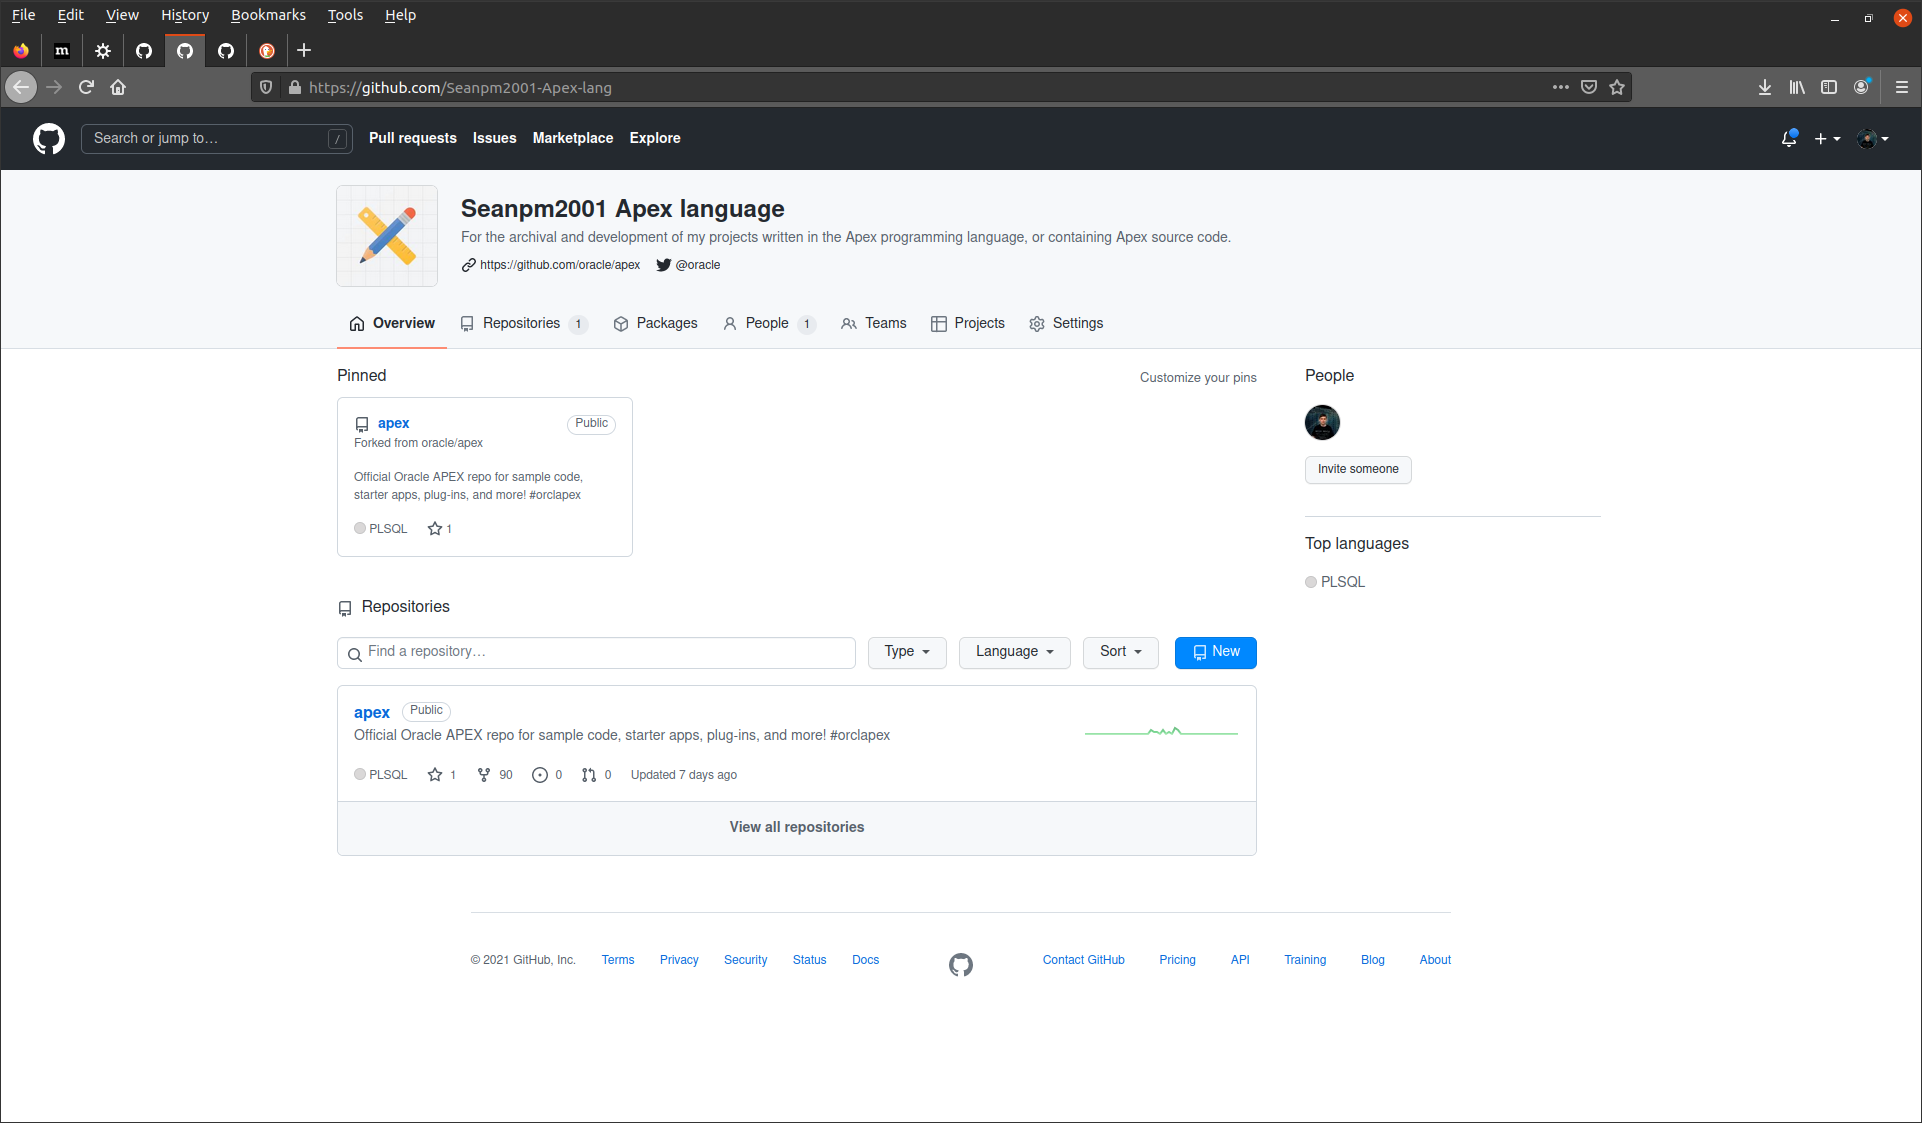 File Edit View History Bookmarks Tools Help
m
https://github.com/Seanpm2001-Apex-lang
Search or jump to… / Pull requests Issues Marketplace Explore
Seanpm2001 Apex language
For the archival and development of my projects written in the Apex programming language, or containing Apex source code.
https://github.com/oracle/apex @oracle
Overview Repositories 1 Packages People 1 Teams Projects Settings
Pinned Customize your pins People
apex Public
Forked from oracle/apex
Official Oracle APEX repo for sample code,
starter apps, plug-ins, and more! #orclapex
PLSQL 1
Invite someone
Top languages
PLSQL
Repositories
Find a repository… Type Language Sort New
apex Public
Official Oracle APEX repo for sample code, starter apps, plug-ins, and more! #orclapex
PLSQL 1 90 0 0 Updated 7 days ago
View all repositories
© 2021 GitHub, Inc. Terms Privacy Security Status Docs Contact GitHub Pricing API Training Blog About